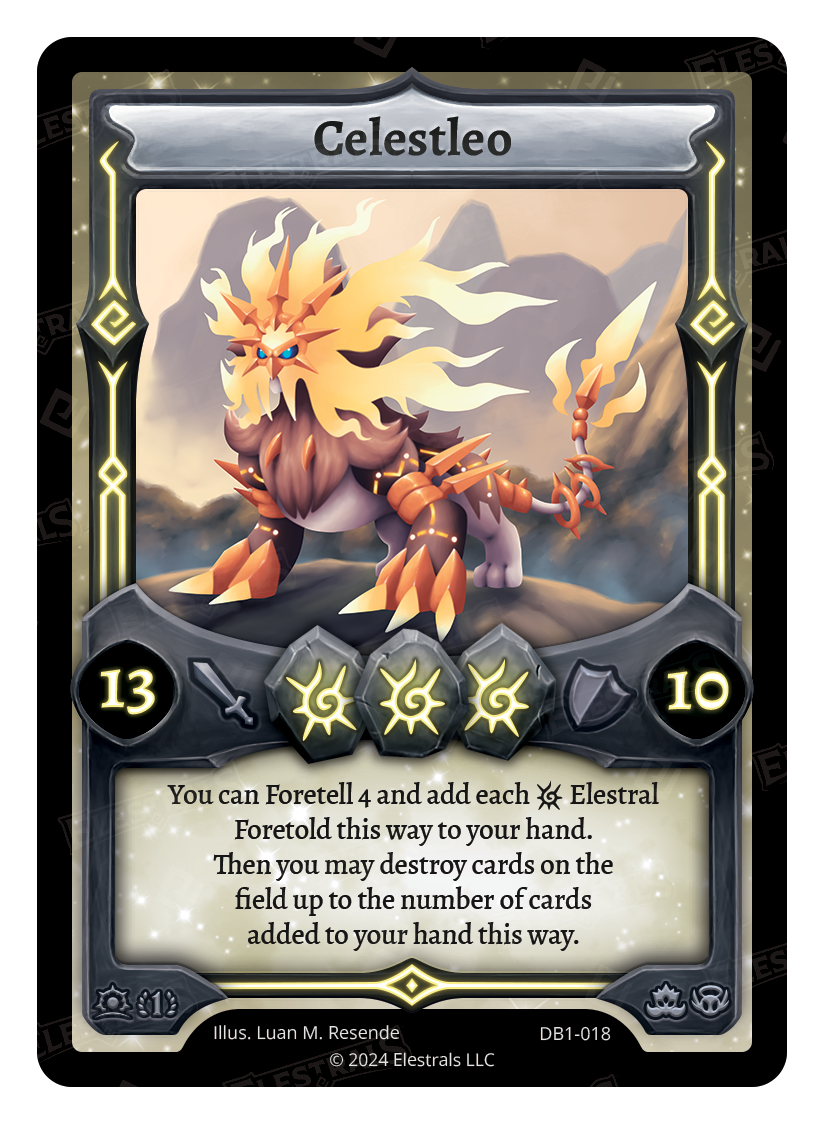 Celestleo
13
10
You can Foretell 4 and add each Elestral
Foretold this way to your hand.
Then you may destroy cards on the
field up to the number of cards
added to your hand this way.
1
Illus. Luan M. Resende
DB1-018
© 2024 Elestrals LLC
ELESTRALS